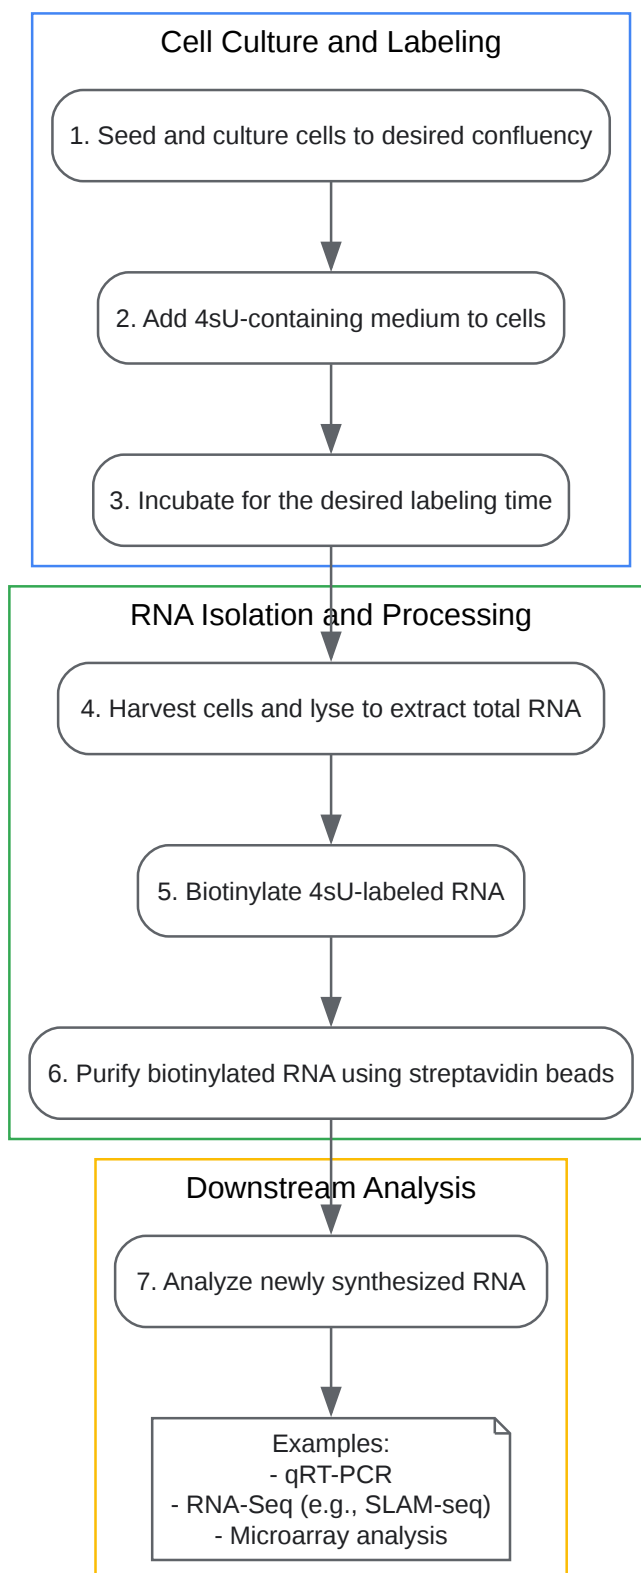 Cell Culture and Labeling
1. Seed and culture cells to desired confluency
2. Add 4sU-containing medium to cells
3. Incubate for the desired labeling time
RNA Isolation and Processing
4. Harvest cells and lyse to extract total RNA
5. Biotinylate 4sU-labeled RNA
6. Purify biotinylated RNA using streptavidin beads
Downstream Analysis
7. Analyze newly synthesized RNA
Examples:
- qRT-PCR
- RNA-Seq (e.g., SLAM-seq)
- Microarray analysis